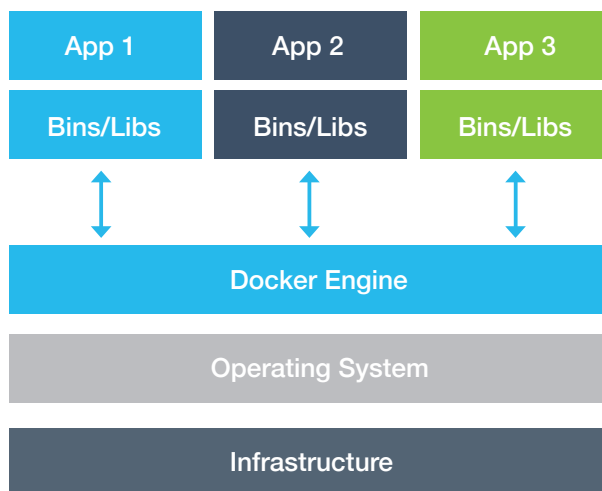 App 1
App 2
App 3
Bins/Libs
Bins/Libs
Bins/Libs
Docker Engine
Operating System
Infrastructure